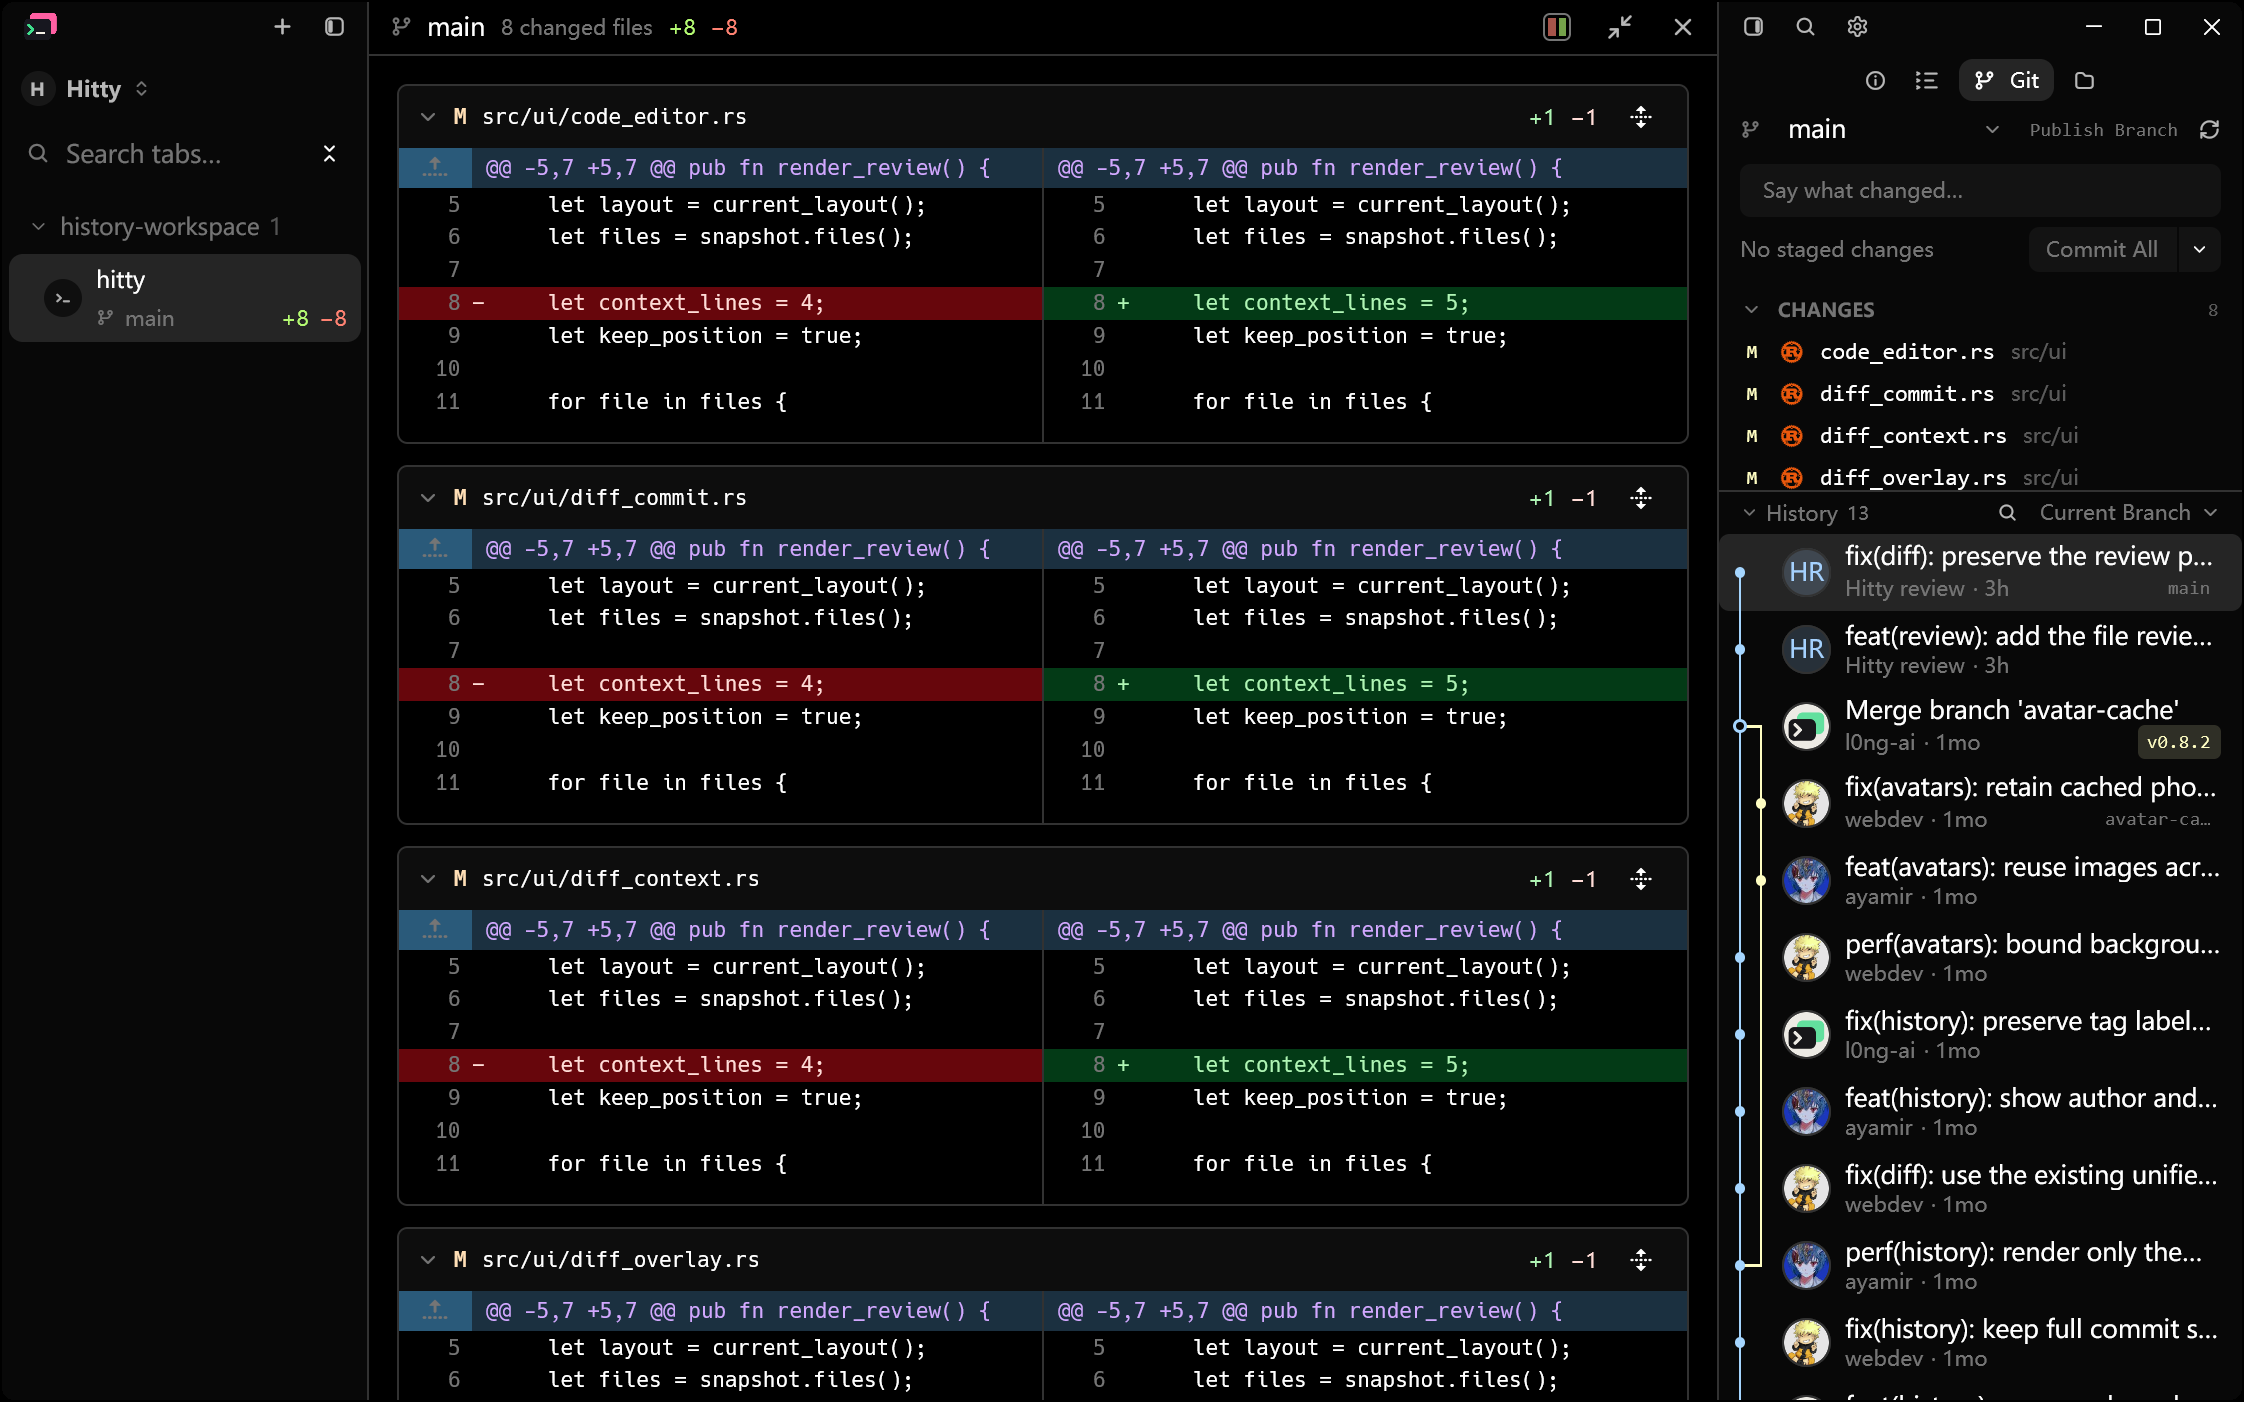 H Hitty
Search tabs...
history-workspace 1
hitty
main +8 −8
main 8 changed files +8 −8
M src/ui/code_editor.rs +1 −1
@@ -5,7 +5,7 @@ pub fn render_review() { @@ -5,7 +5,7 @@ pub fn render_review() {
5 let layout = current_layout(); 5 let layout = current_layout();
6 let files = snapshot.files(); 6 let files = snapshot.files();
7 7
8 − let context_lines = 4; 8 + let context_lines = 5;
9 let keep_position = true; 9 let keep_position = true;
10 10
11 for file in files { 11 for file in files {
M src/ui/diff_commit.rs +1 −1
@@ -5,7 +5,7 @@ pub fn render_review() { @@ -5,7 +5,7 @@ pub fn render_review() {
5 let layout = current_layout(); 5 let layout = current_layout();
6 let files = snapshot.files(); 6 let files = snapshot.files();
7 7
8 − let context_lines = 4; 8 + let context_lines = 5;
9 let keep_position = true; 9 let keep_position = true;
10 10
11 for file in files { 11 for file in files {
M src/ui/diff_context.rs +1 −1
@@ -5,7 +5,7 @@ pub fn render_review() { @@ -5,7 +5,7 @@ pub fn render_review() {
5 let layout = current_layout(); 5 let layout = current_layout();
6 let files = snapshot.files(); 6 let files = snapshot.files();
7 7
8 − let context_lines = 4; 8 + let context_lines = 5;
9 let keep_position = true; 9 let keep_position = true;
10 10
11 for file in files { 11 for file in files {
M src/ui/diff_overlay.rs +1 −1
@@ -5,7 +5,7 @@ pub fn render_review() { @@ -5,7 +5,7 @@ pub fn render_review() {
5 let layout = current_layout(); 5 let layout = current_layout();
6 let files = snapshot.files(); 6 let files = snapshot.files();
Git
main Publish Branch
Say what changed...
No staged changes Commit All
CHANGES 8
M code_editor.rs src/ui
M diff_commit.rs src/ui
M diff_context.rs src/ui
M diff_overlay.rs src/ui
History 13 Current Branch
HR fix(diff): preserve the review p...
Hitty review · 3h main
HR feat(review): add the file revie...
Hitty review · 3h
Merge branch 'avatar-cache'
l0ng-ai · 1mo v0.8.2
fix(avatars): retain cached pho...
webdev · 1mo avatar-ca…
feat(avatars): reuse images acr...
ayamir · 1mo
perf(avatars): bound backgrou...
webdev · 1mo
fix(history): preserve tag label...
l0ng-ai · 1mo
feat(history): show author and...
ayamir · 1mo
fix(diff): use the existing unifie...
webdev · 1mo
perf(history): render only the...
ayamir · 1mo
fix(history): keep full commit s...
webdev · 1mo